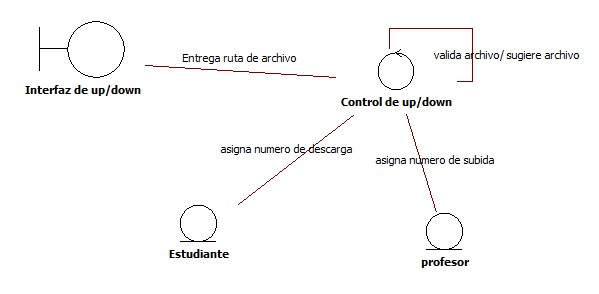 Entrega ruta de archivo
valida archivo/ sugiere archivo
Interfaz de up/down
Control de up/down
asigna numero de descarga
asigna numero de subida
Estudiante
profesor